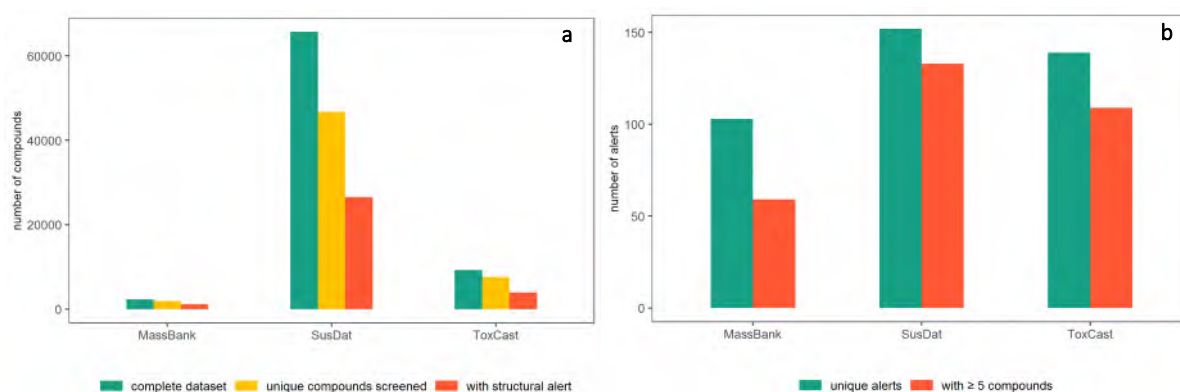 a
number of compounds
60000
40000
20000
0
MassBank SusDat ToxCast
complete dataset unique compounds screened with structural alert
b
number of alerts
150
100
50
0
MassBank SusDat ToxCast
unique alerts with ≥ 5 compounds